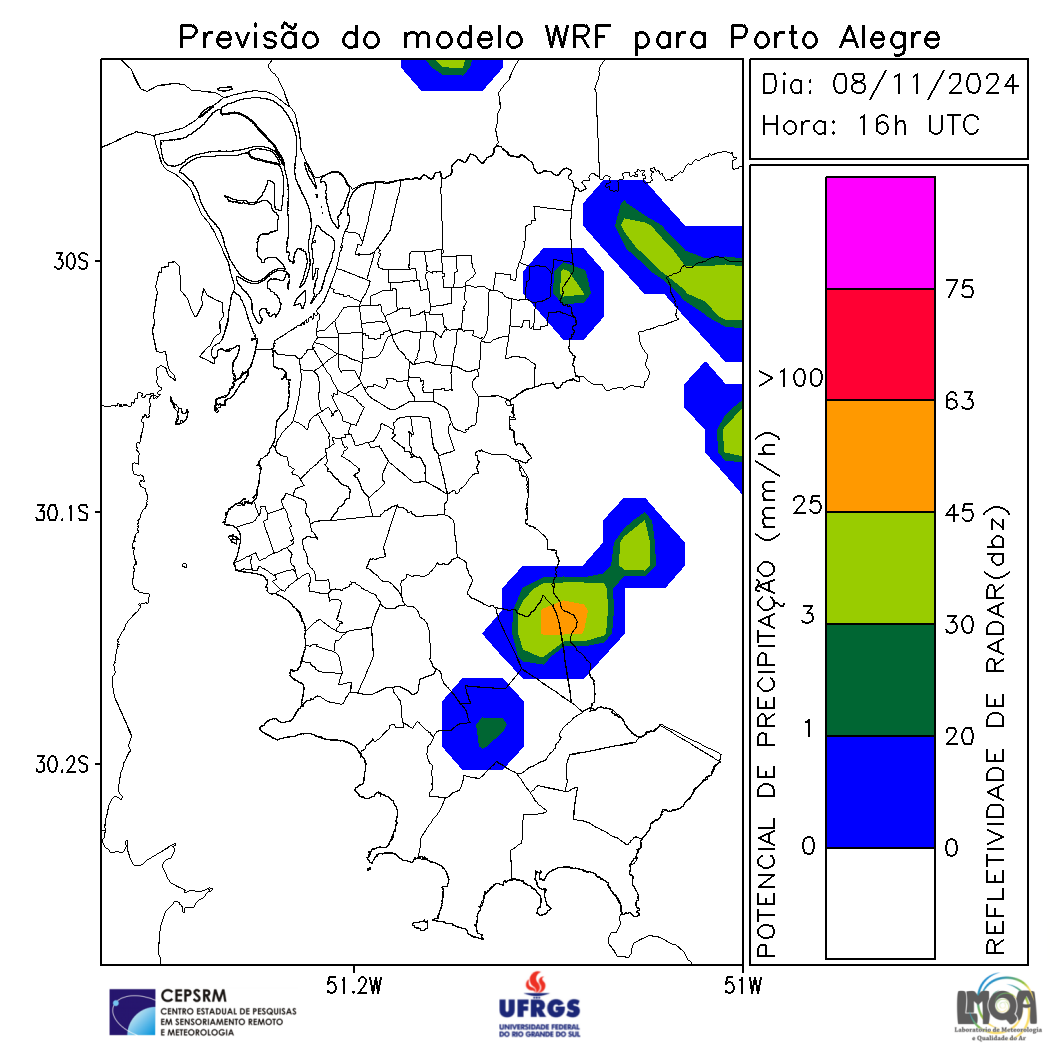 Previsão do modelo WRF para Porto Alegre
Dia: 08/11/2024
Hora: 16h UTC
30S
30.1S
30.2S
51.2W
51W
POTENCIAL DE PRECIPITAÇÃO (mm/h)
>100
25
3
1
0
75
63
45
30
20
0
REFLETIVIDADE DE RADAR(dbz)
CEPSRM
CENTRO ESTADUAL DE PESQUISAS
EM SENSORIAMENTO REMOTO
E METEOROLOGIA
UFRGS
UNIVERSIDADE FEDERAL
DO RIO GRANDE DO SUL
LMQA
Laboratório de Meteorologia
e Qualidade do Ar